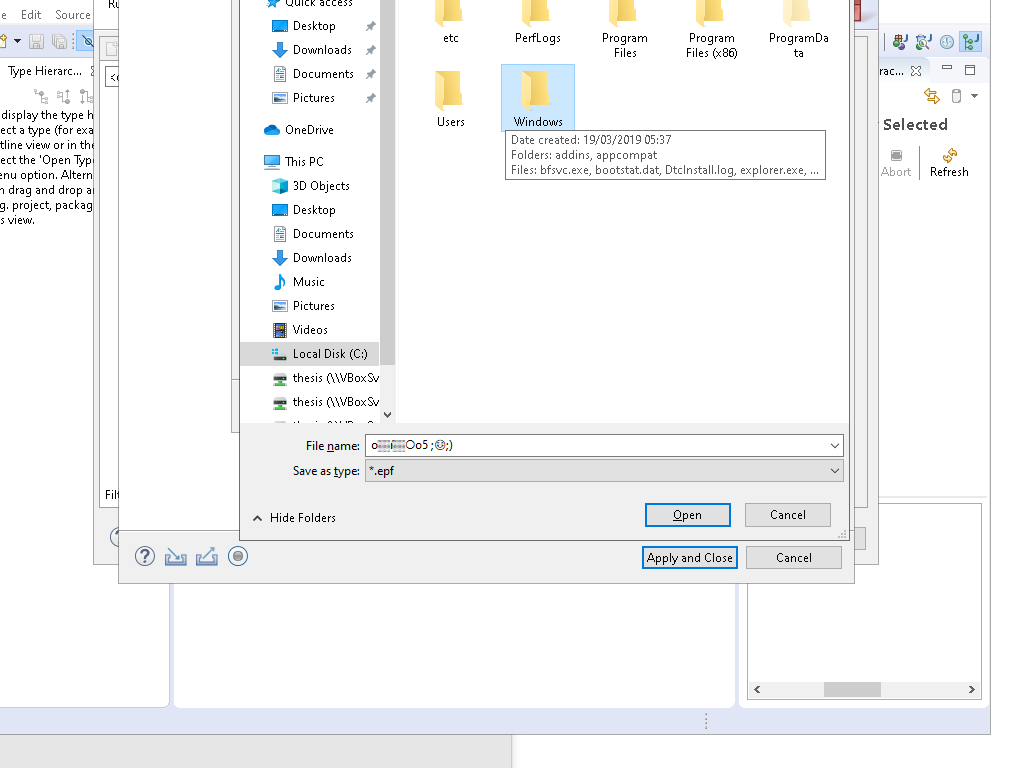 Edit Source
Type Hierarc...
display the type h
ect a type (for exa
tline view or in the
ect the 'Open Typ
enu option. Altern
n drag and drop a
g. project, packag
s view.
Quick access
Desktop
Downloads
Documents
Pictures
OneDrive
This PC
3D Objects
Desktop
Documents
Downloads
Music
Pictures
Videos
Local Disk (C:)
thesis (\\VBoxSv
thesis (\\VBoxSv
etc
PerfLogs
Program
Files
Program
Files (x86)
ProgramDa
ta
Users
Windows
Date created: 19/03/2019 05:37
Folders: addins, appcompat
Files: bfsvc.exe, bootstat.dat, DtcInstall.log, explorer.exe, ...
rac...
Selected
Abort
Refresh
File name:
Save as type: *.epf
Hide Folders
Open
Cancel
Filt
Apply and Close
Cancel